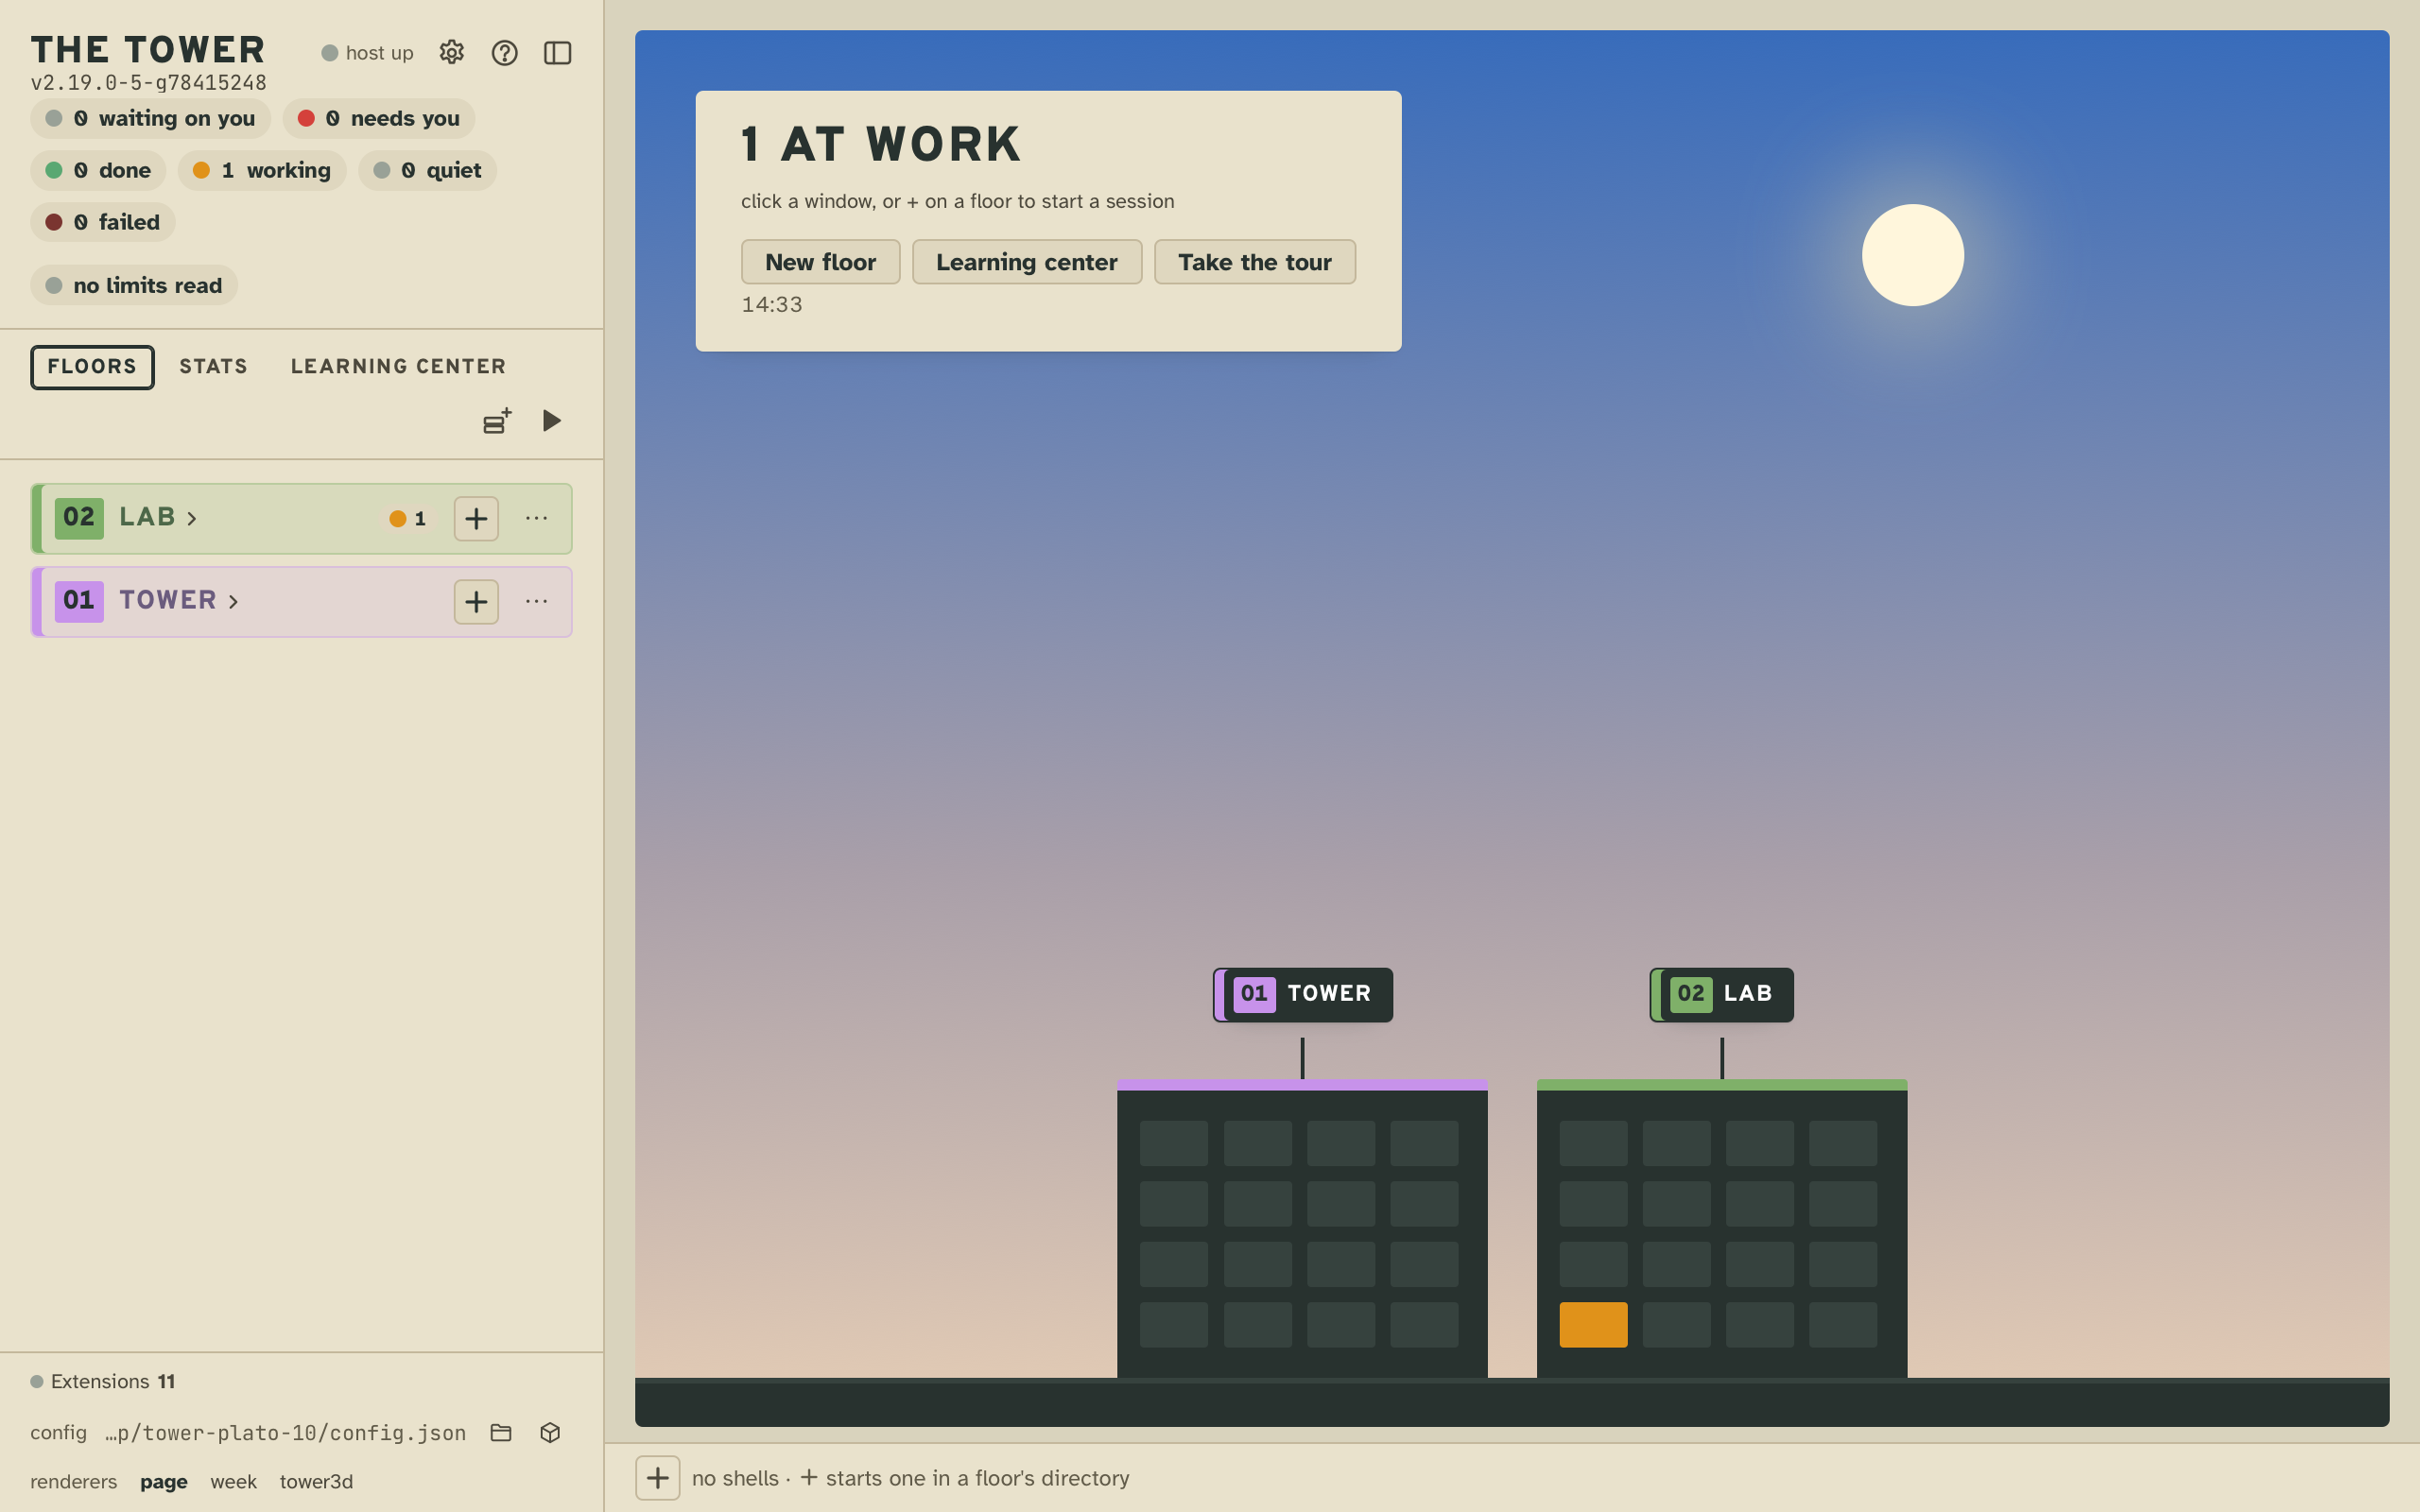 THE TOWER
host up
v2.19.0-5-g78415248
0 waiting on you
0 needs you
0 done
1 working
0 quiet
0 failed
no limits read
FLOORS
STATS
LEARNING CENTER
02 LAB
1
01 TOWER
Extensions 11
config …p/tower-plato-10/config.json
renderers page week tower3d
1 AT WORK
click a window, or + on a floor to start a session
New floor
Learning center
Take the tour
14:33
01 TOWER
02 LAB
no shells · + starts one in a floor's directory